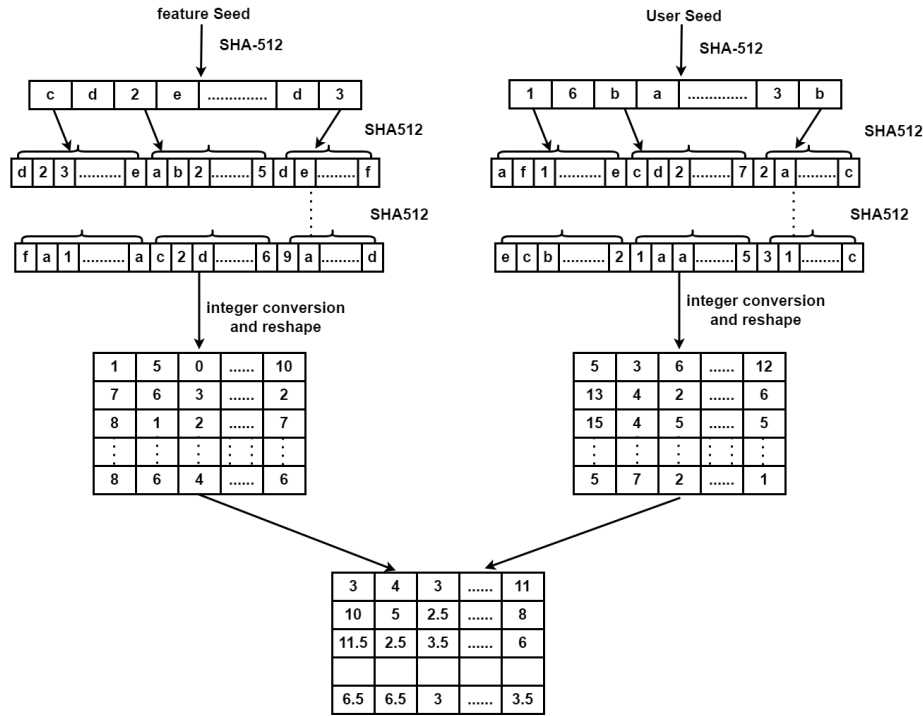 feature Seed
SHA-512
c d 2 e .............. d 3
SHA512
d 2 3 .......... e a b 2 ......... 5 d e ......... f
SHA512
f a 1 .......... a c 2 d ......... 6 9 a ......... d
integer conversion
and reshape
1 5 0 ...... 10
7 6 3 ...... 2
8 1 2 ...... 7
8 6 4 ...... 6
User Seed
SHA-512
1 6 b a .............. 3 b
SHA512
a f 1 .......... e c d 2 ......... 7 2 a ......... c
SHA512
e c b .......... 2 1 a a ......... 5 3 1 ......... c
integer conversion
and reshape
5 3 6 ...... 12
13 4 2 ...... 6
15 4 5 ...... 5
5 7 2 ...... 1
3 4 3 ...... 11
10 5 2.5 ...... 8
11.5 2.5 3.5 ...... 6
6.5 6.5 3 ...... 3.5